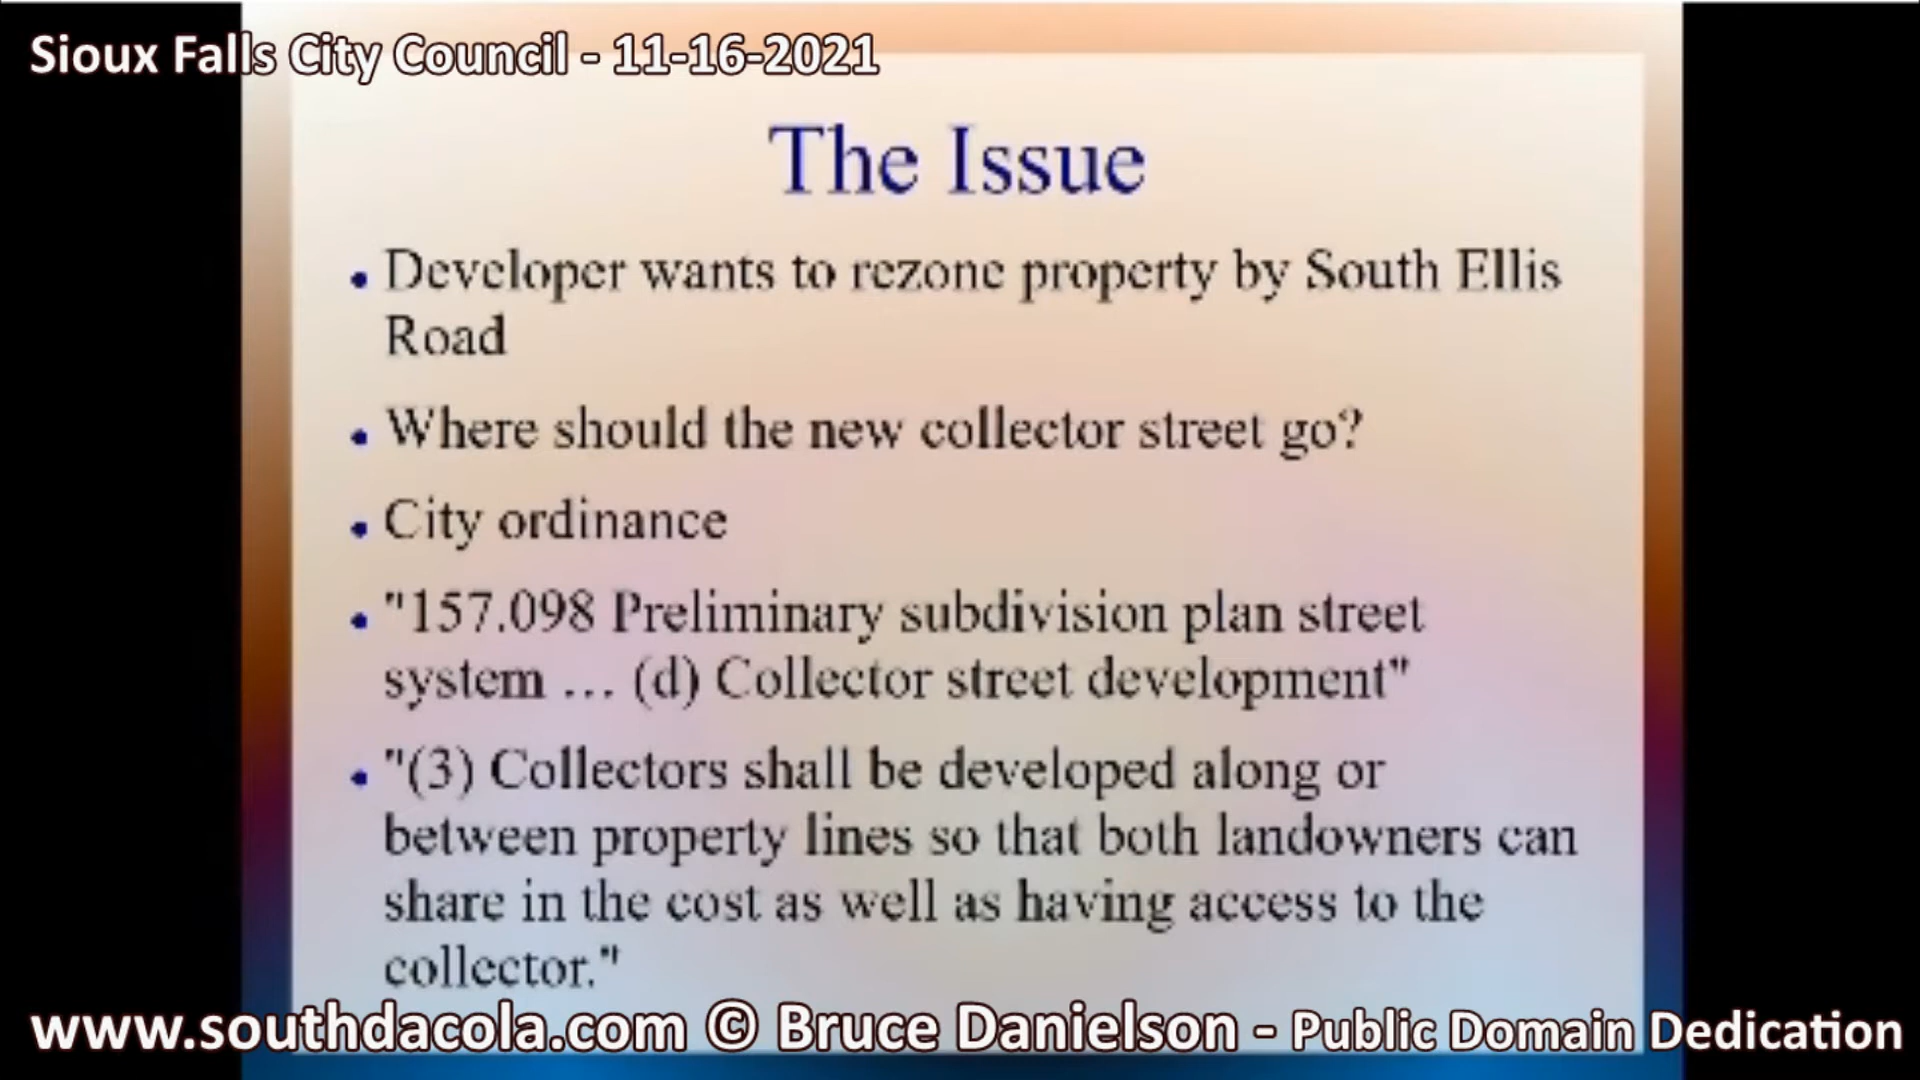 Sioux Falls City Council - 11-16-2021
The Issue
• Developer wants to rezone property by South Ellis
Road
• Where should the new collector street go?
• City ordinance
• "157.098 Preliminary subdivision plan street
system … (d) Collector street development"
• "(3) Collectors shall be developed along or
between property lines so that both landowners can
share in the cost as well as having access to the
collector."
www.southdacola.com © Bruce Danielson - Public Domain Dedication